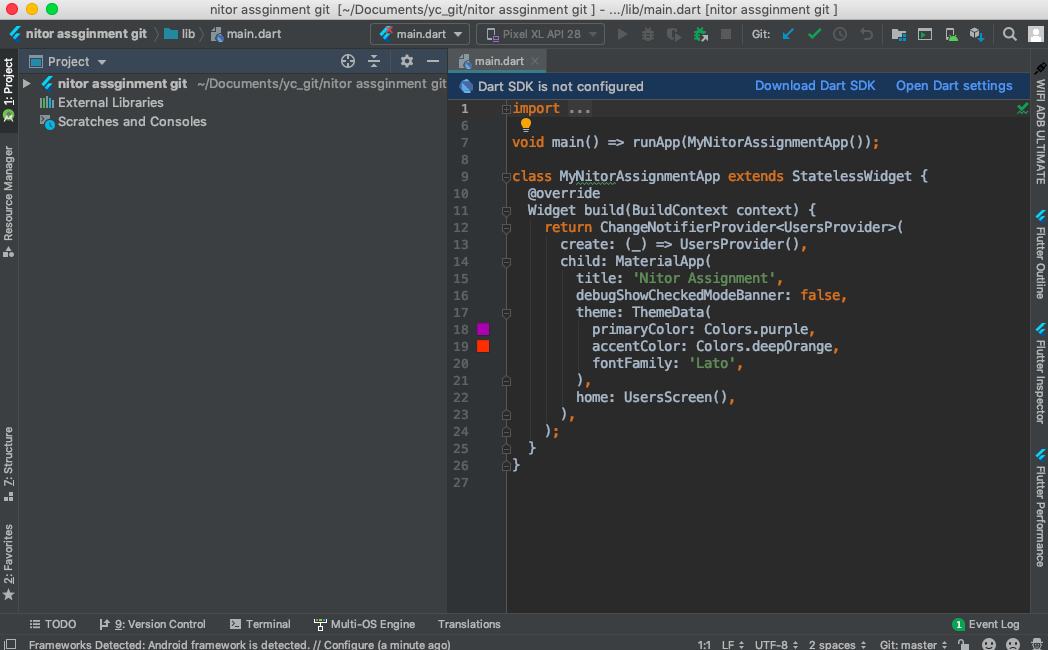 nitor assginment git [~/Documents/yc_git/nitor assginment git ] - .../lib/main.dart [nitor assginment git ]
nitor assginment git lib main.dart main.dart Pixel XL API 28 Git:
Project
main.dart
nitor assginment git ~/Documents/yc_git/nitor assginment git
External Libraries
Scratches and Consoles
1: Project
Resource Manager
Z: Structure
2: Favorites
Dart SDK is not configured Download Dart SDK Open Dart settings
1 import ...
6
7 void main() => runApp(MyNitorAssignmentApp());
8
9 class MyNitorAssignmentApp extends StatelessWidget {
10 @override
11 Widget build(BuildContext context) {
12 return ChangeNotifierProvider<UsersProvider>(
13 create: (_) => UsersProvider(),
14 child: MaterialApp(
15 title: 'Nitor Assignment',
16 debugShowCheckedModeBanner: false,
17 theme: ThemeData(
18 primaryColor: Colors.purple,
19 accentColor: Colors.deepOrange,
20 fontFamily: 'Lato',
21 ),
22 home: UsersScreen(),
23 ),
24 );
25 }
26 }
27
WIFI ADB ULTIMATE
Flutter Outline
Flutter Inspector
Flutter Performance
TODO 9: Version Control Terminal Multi-OS Engine Translations 1 Event Log
Frameworks Detected: Android framework is detected. // Configure (a minute ago) 1:1 LF UTF-8 2 spaces Git: master